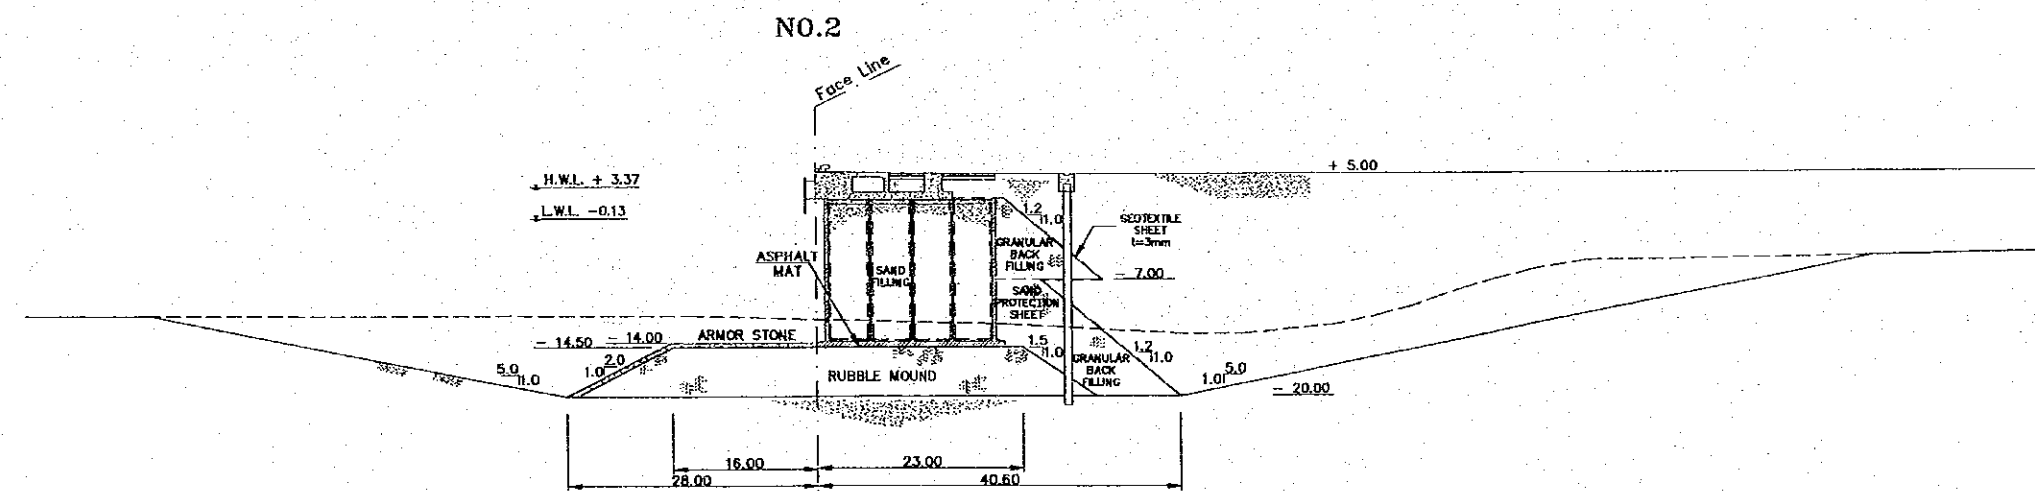 NO.2
Face Line
+ 5.00
H.W.L. + 3.37
L.W.L. -0.13
1.2
1.0
GEOTEXTILE
SHEET
t=3mm
GRANULAR
BACK
FILLING
ASPHALT
MAT
SAND
FILLING
- 7.00
SAND
PROTECTION
SHEET
- 14.50
- 14.00
ARMOR STONE
1.5
1.0
1.2
1.0
GRANULAR
BACK
FILLING
5.0
1.0
1.0
2.0
RUBBLE MOUND
1.0
5.0
- 20.00
16.00
23.00
28.00
40.60